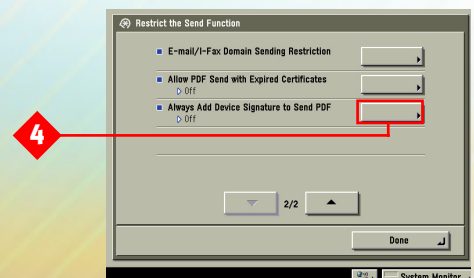 Restrict the Send Function
E-mail/I-Fax Domain Sending Restriction
Allow PDF Send with Expired Certificates
Off
Always Add Device Signature to Send PDF
Off
4
2/2
Done
System Monitor